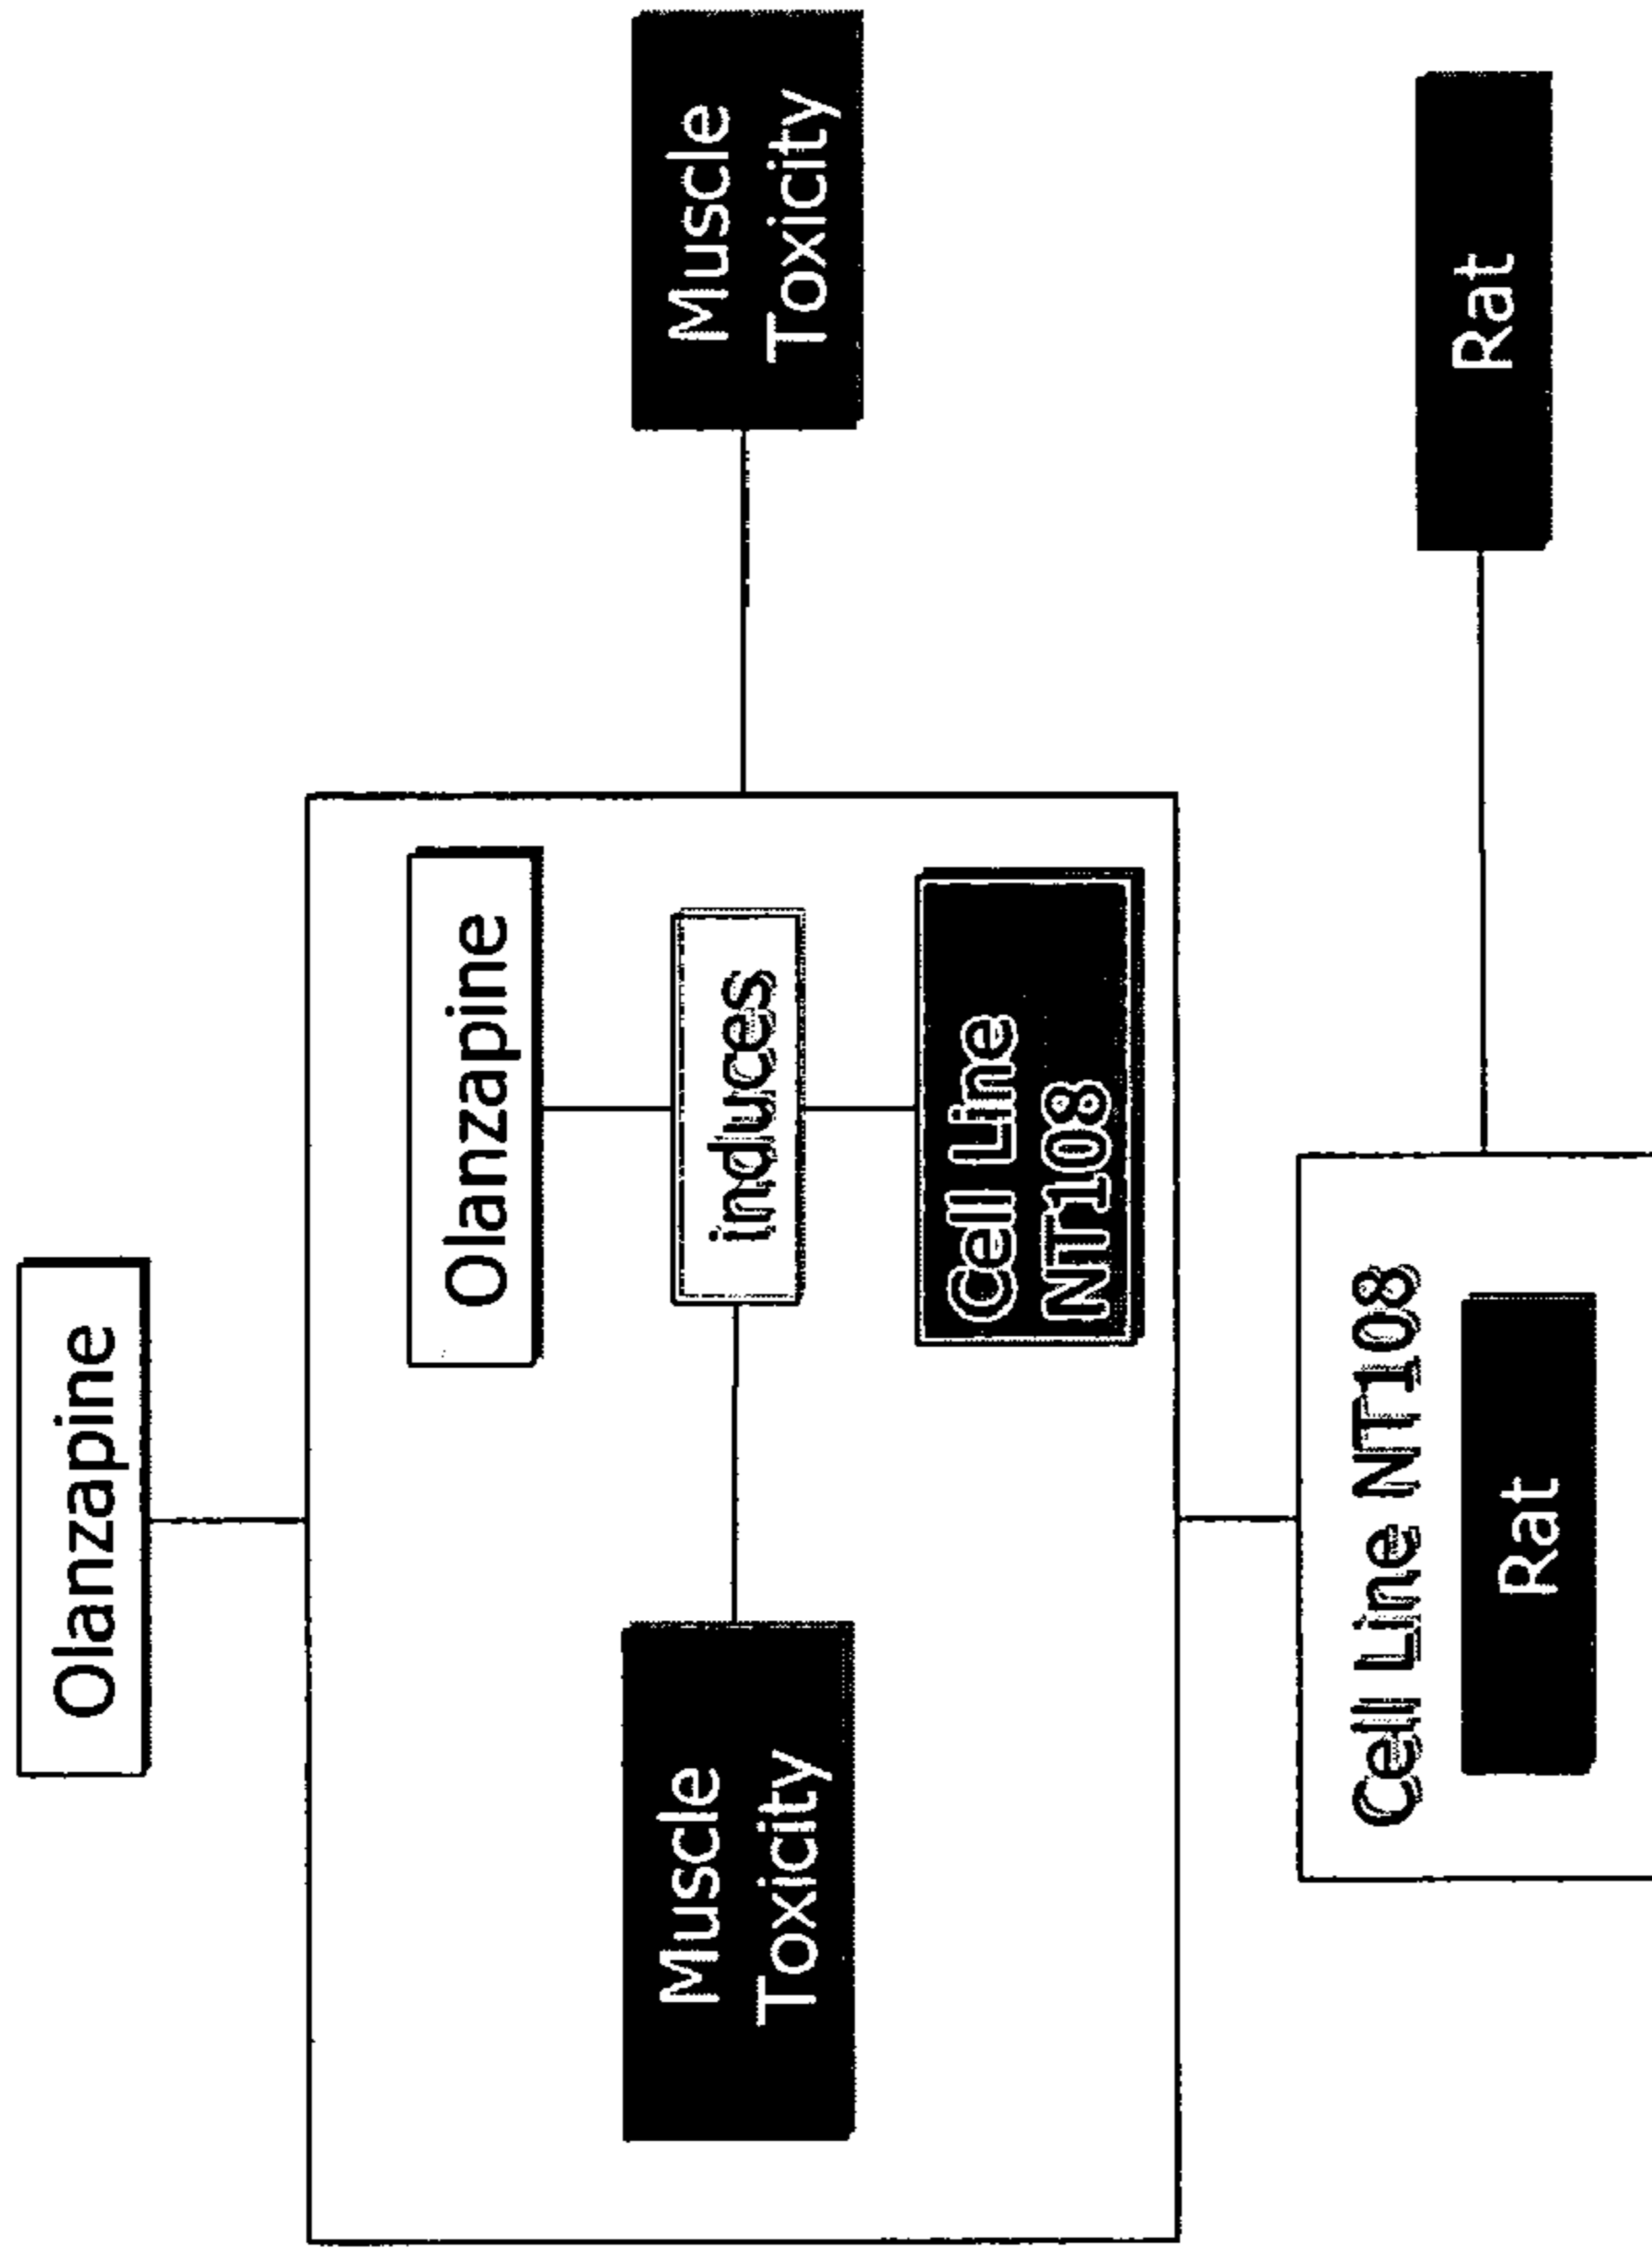 Olanzapine
Olanzapine
Muscle
Toxicity
induces
Muscle
Toxicity
Cell Line
NT108
Cell Line NT108
Rat
Rat